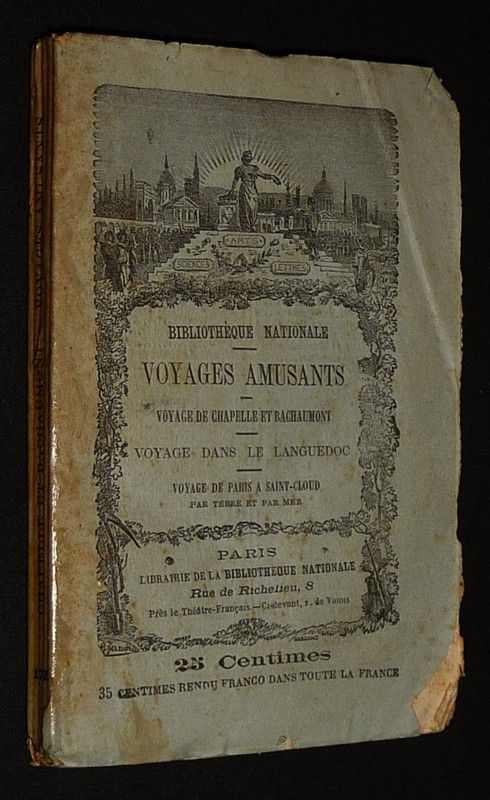 ARTS
SCIENCES
LETTRES
BIBLIOTHÈQUE NATIONALE
VOYAGES AMUSANTS
VOYAGE DE CHAPELLE ET BACHAUMONT
VOYAGE DANS LE LANGUEDOC
VOYAGE DE PARIS A SAINT-CLOUD
PAR TERRE ET PAR MER
PARIS
LIBRAIRIE DE LA BIBLIOTHÈQUE NATIONALE
Rue de Richelieu, 8
Près le Théâtre-Français.—Ci-devant, r. de Valois
25 Centimes
35 CENTIMES RENDU FRANCO DANS TOUTE LA FRANCE
VOYAGES AMUSANTS